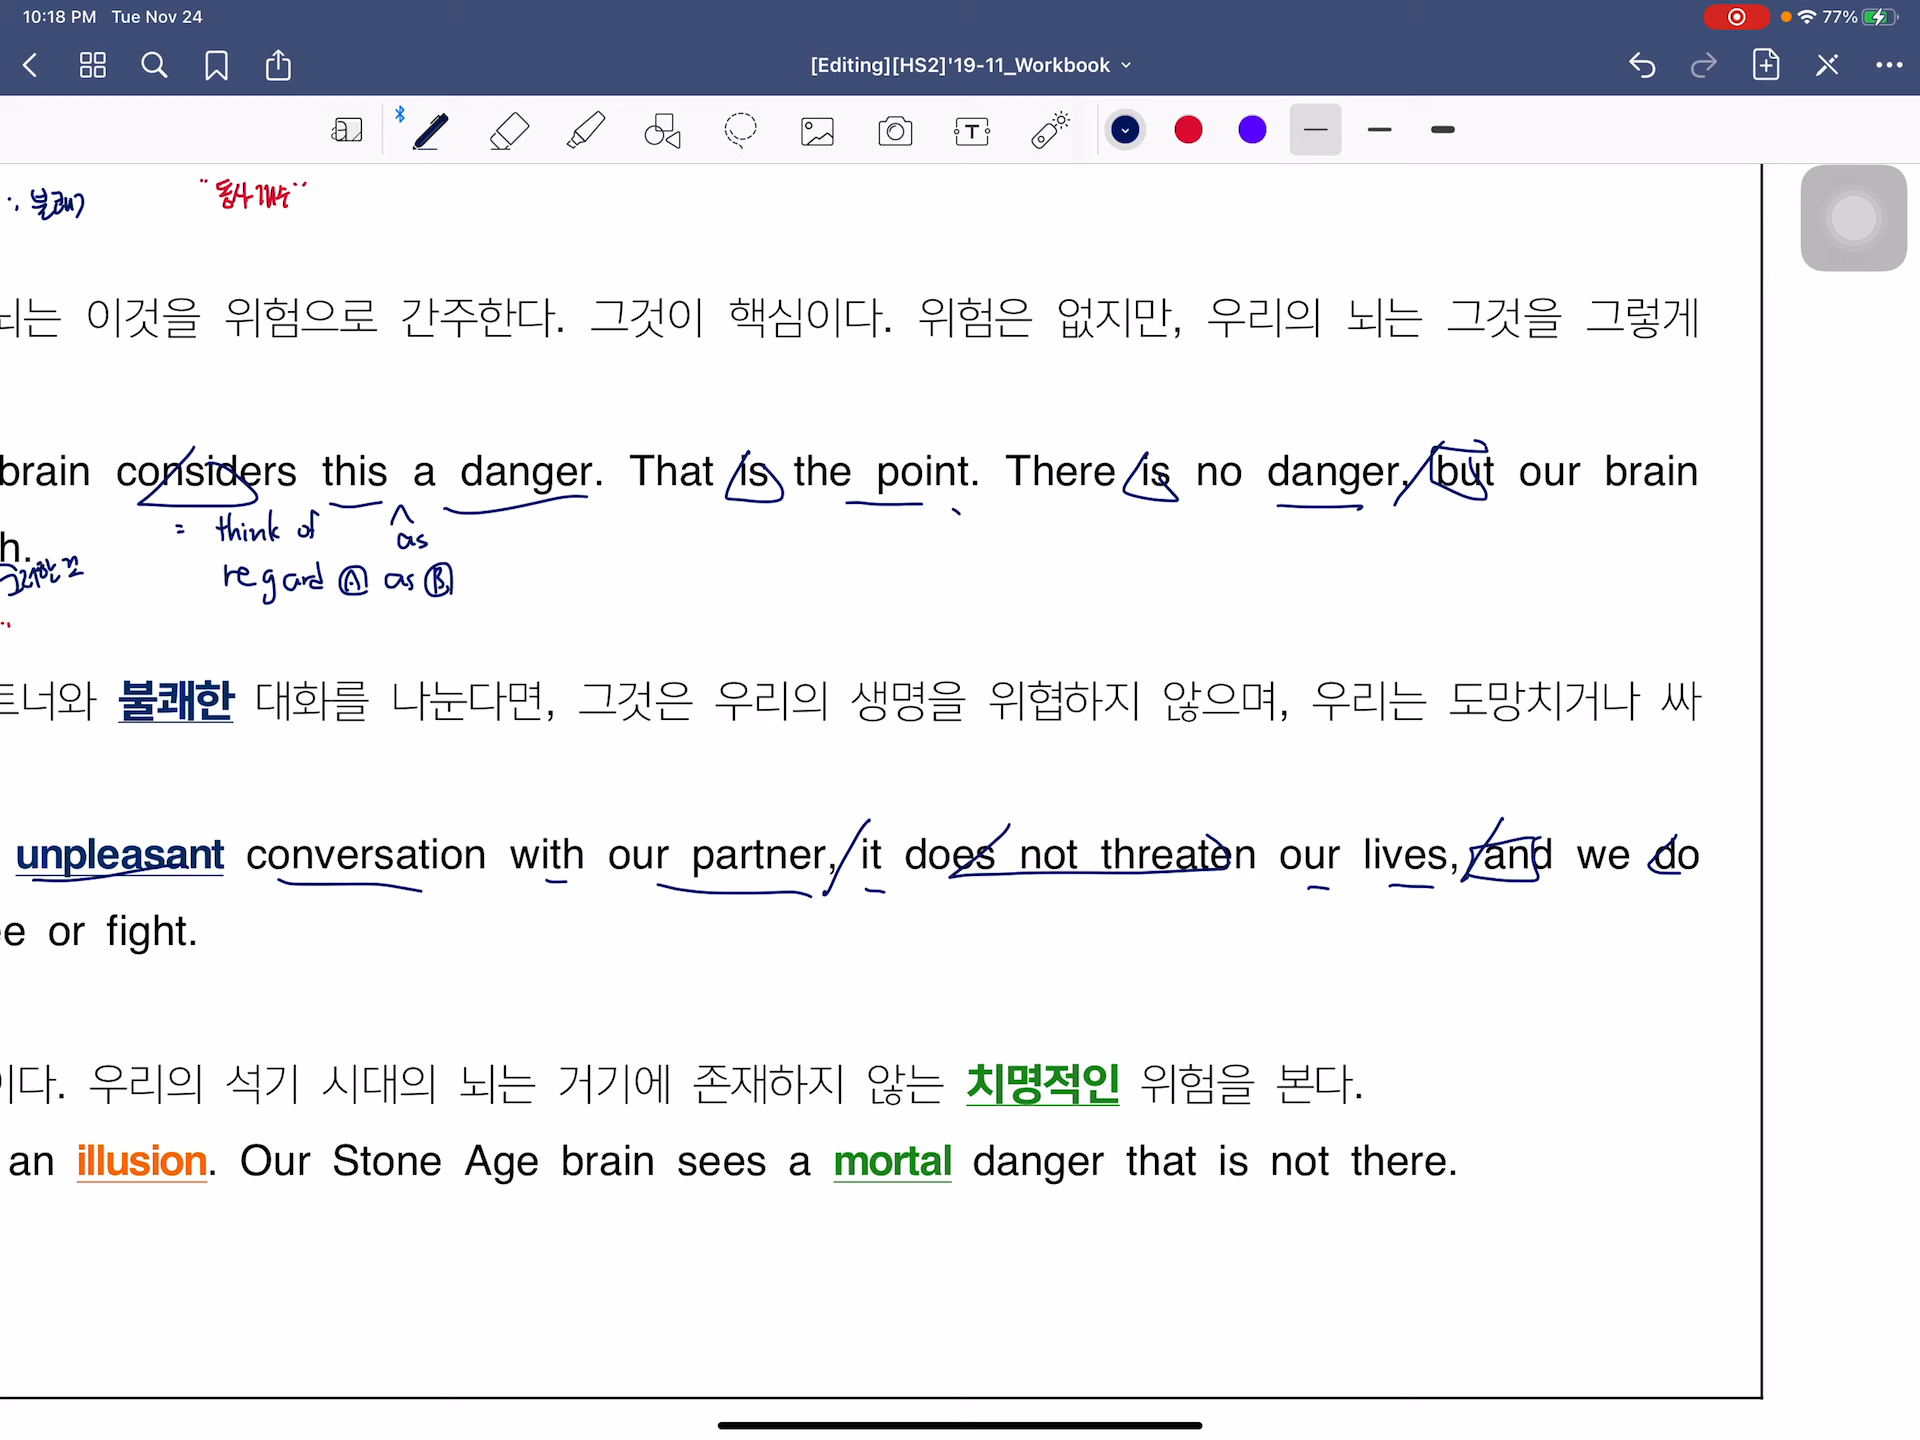 10:18 PM Tue Nov 24
77%
[Editing][HS2]'19-11_Workbook
T
"동사 개수"
뇌는 이것을 위험으로 간주한다. 그것이 핵심이다. 위험은 없지만, 우리의 뇌는 그것을 그렇게
brain considers this a danger. That is the point. There is no danger, but our brain
= think of as
h.
regard Ⓐ as Ⓑ
트너와 불쾌한 대화를 나눈다면, 그것은 우리의 생명을 위협하지 않으며, 우리는 도망치거나 싸
unpleasant conversation with our partner, it does not threaten our lives, and we do
e or fight.
이다. 우리의 석기 시대의 뇌는 거기에 존재하지 않는 치명적인 위험을 본다.
an illusion. Our Stone Age brain sees a mortal danger that is not there.